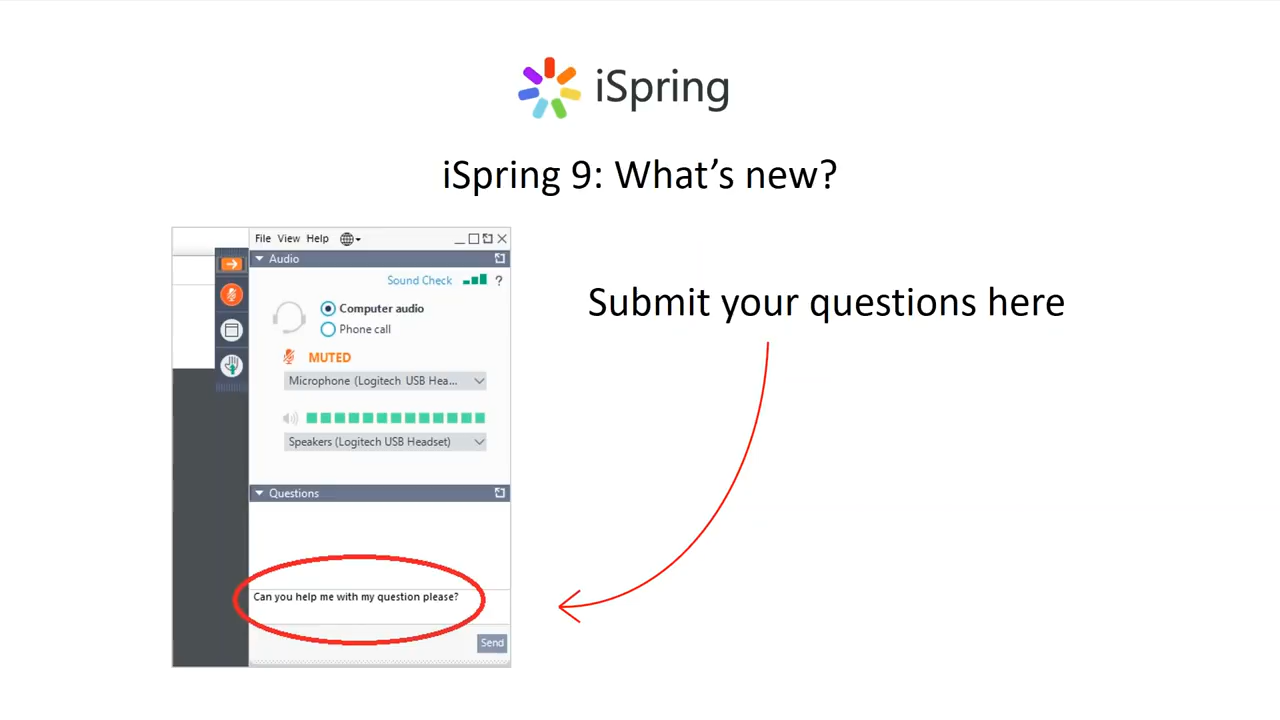 iSpring
iSpring 9: What's new?
File View Help
Audio
Sound Check ?
Computer audio
Phone call
MUTED
Microphone (Logitech USB Hea...
Speakers (Logitech USB Headset)
Questions
Can you help me with my question please?
Send
Submit your questions here